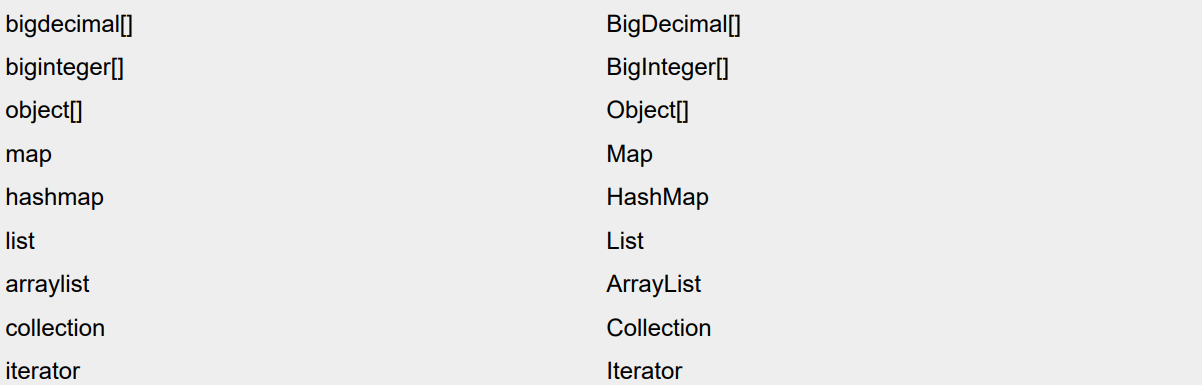 bigdecimal[] BigDecimal[]
biginteger[] BigInteger[]
object[] Object[]
map Map
hashmap HashMap
list List
arraylist ArrayList
collection Collection
iterator Iterator